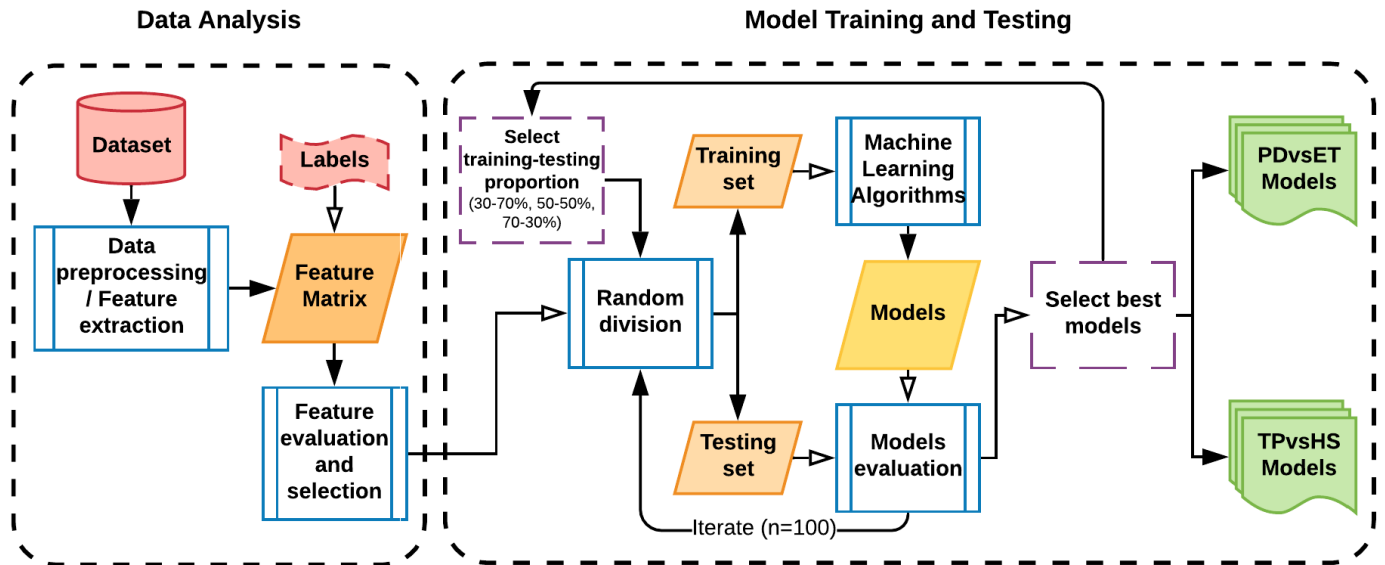 Data Analysis
Model Training and Testing
Dataset
Labels
Data
preprocessing
/ Feature
extraction
Feature
Matrix
Feature
evaluation
and
selection
Select
training-testing
proportion
(30-70%, 50-50%,
70-30%)
Random
division
Training
set
Testing
set
Machine
Learning
Algorithms
Models
Models
evaluation
Iterate (n=100)
Select best
models
PDvsET
Models
TPvsHS
Models